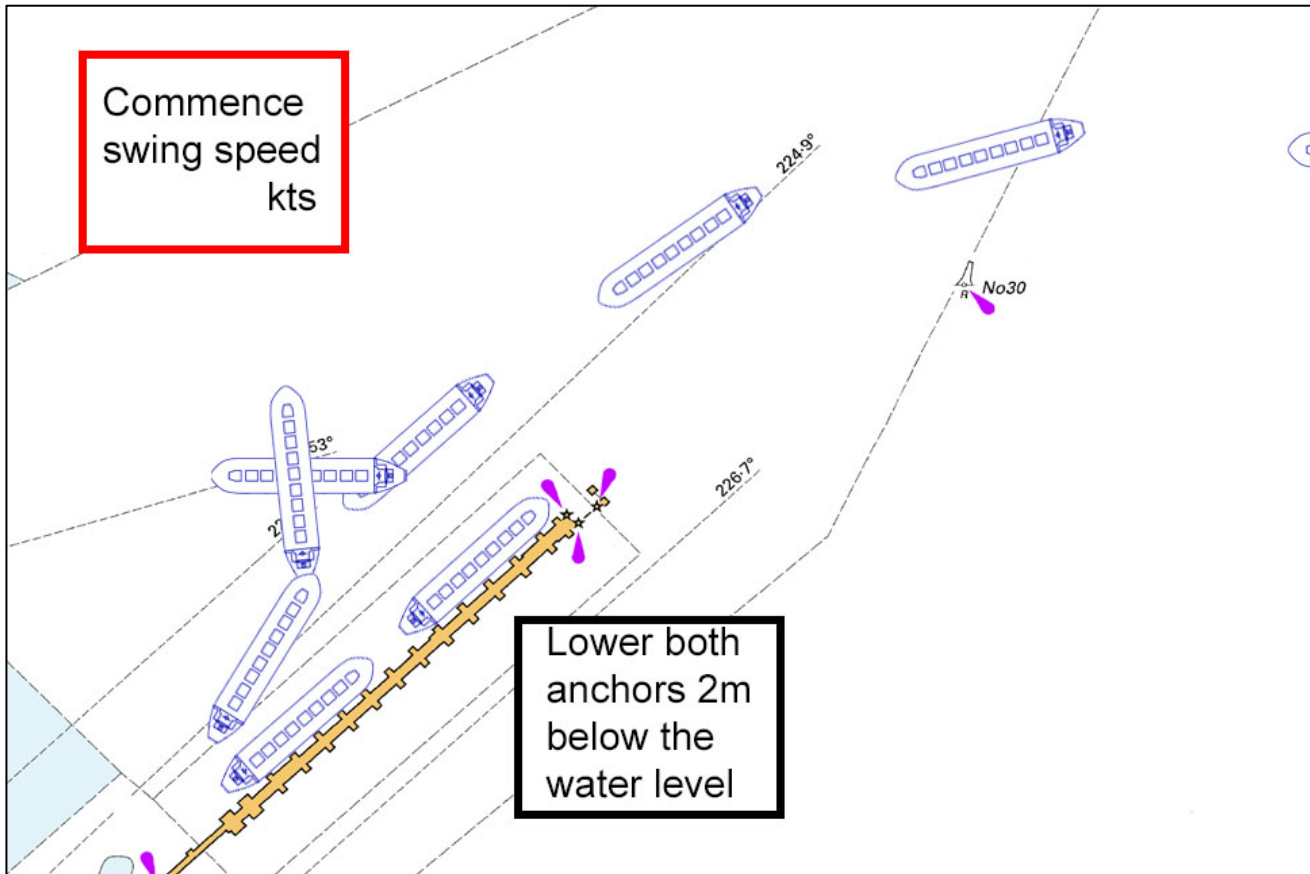 Commence
swing speed
kts
224·9°
R
No30
53°
226·7°
Lower both
anchors 2m
below the
water level